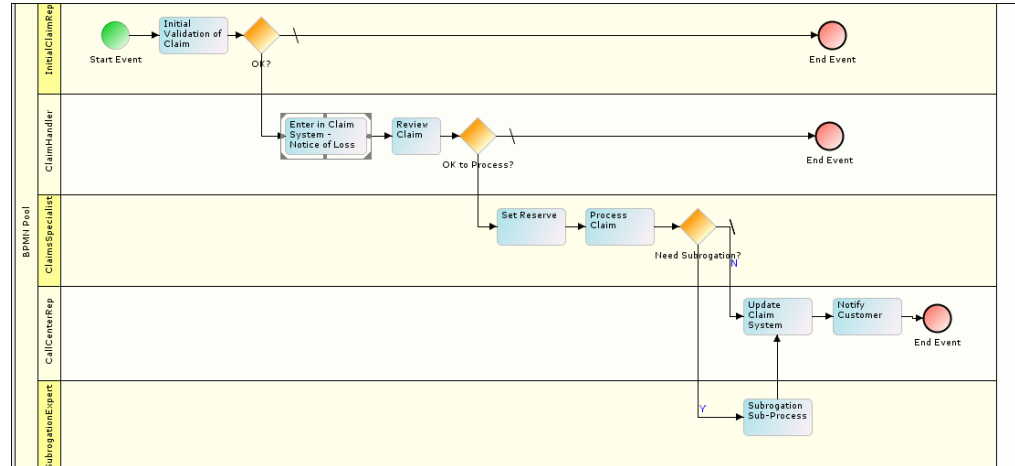 BPMN Pool
InitialClaimRep
Start Event
Initial
Validation of
Claim
OK?
End Event
ClaimHandler
Enter in Claim
System -
Notice of Loss
Review
Claim
OK to Process?
End Event
ClaimsSpecialist
Set Reserve
Process
Claim
Need Subrogation?
N
CallCenterRep
Update
Claim
System
Notify
Customer
End Event
SubrogationExpert
Y
Subrogation
Sub-Process